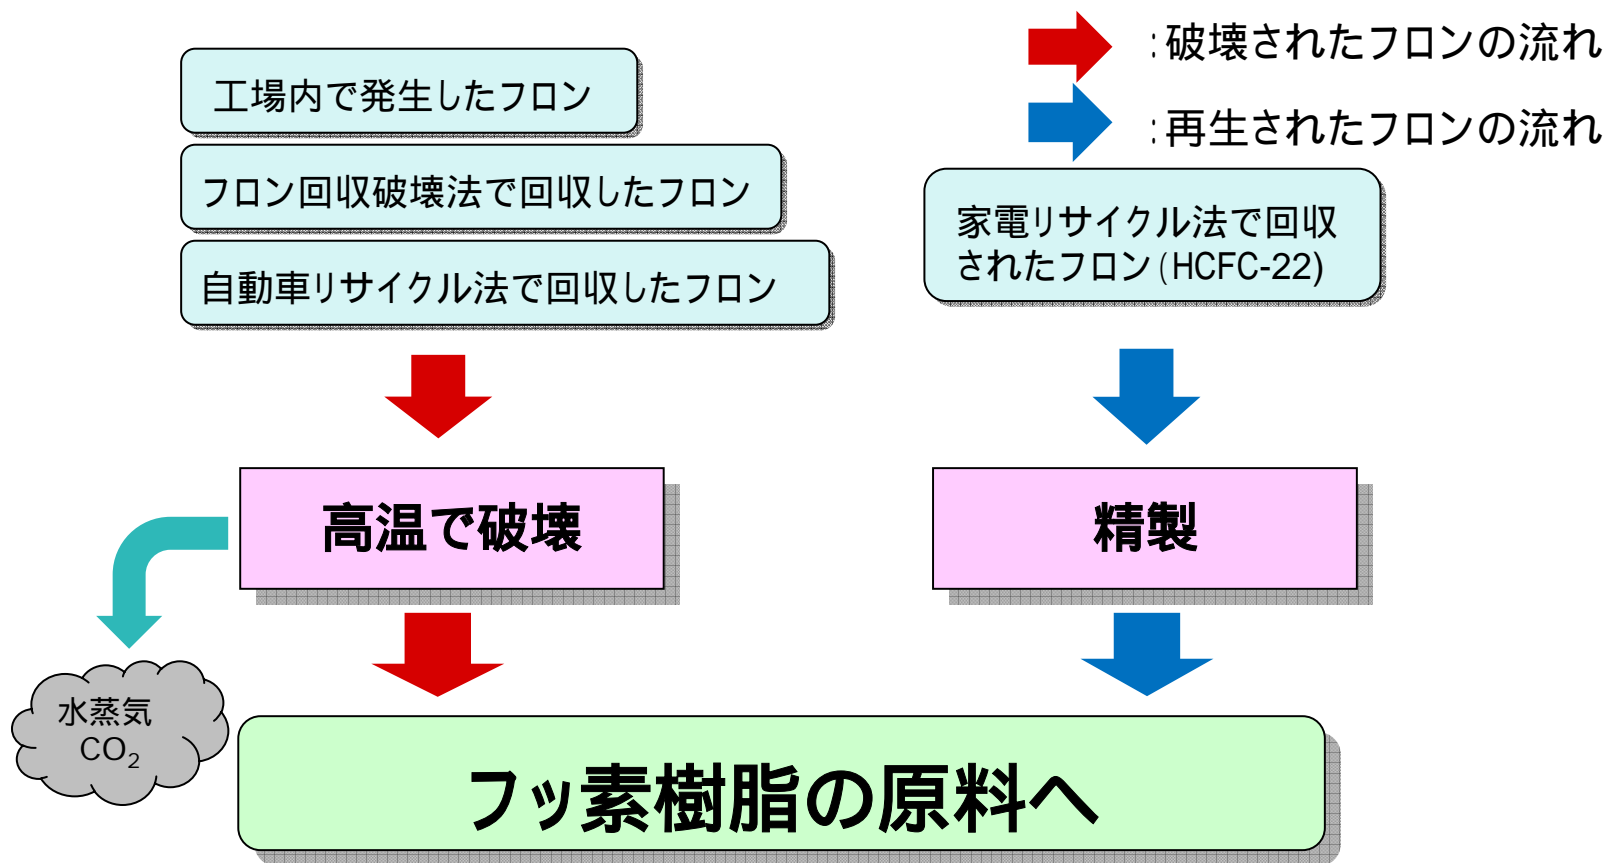 :破壊されたフロンの流れ
:再生されたフロンの流れ
工場内で発生したフロン
フロン回収破壊法で回収したフロン
自動車リサイクル法で回収したフロン
家電リサイクル法で回収
されたフロン(HCFC-22)
高温で破壊
精製
水蒸気
CO₂
フッ素樹脂の原料へ